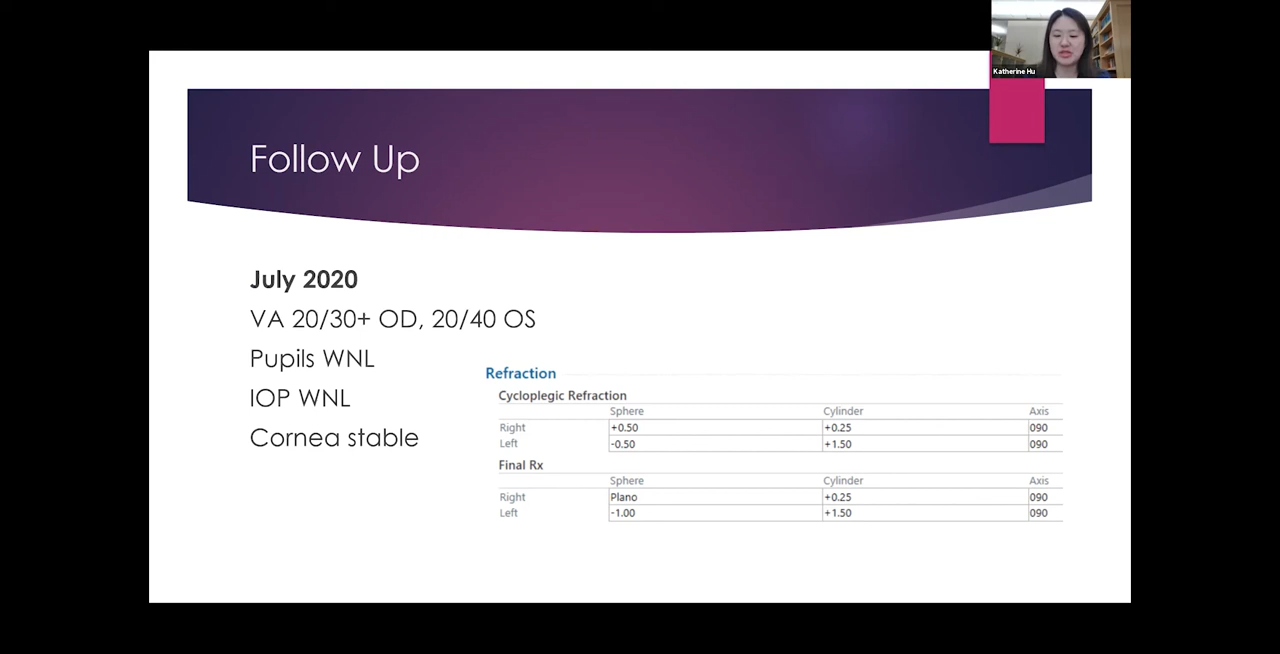 Katherine Hu
Follow Up
July 2020
VA 20/30+ OD, 20/40 OS
Pupils WNL
IOP WNL
Cornea stable
Refraction
Cycloplegic Refraction
Sphere Cylinder Axis
Right +0.50 +0.25 090
Left -0.50 +1.50 090
Final Rx
Sphere Cylinder Axis
Right Plano +0.25 090
Left -1.00 +1.50 090